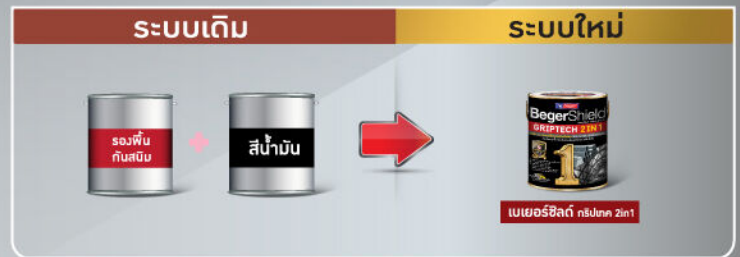 ระบบเดิม
ระบบใหม่
รองพื้น
กันสนิม
+
สีน้ำมัน
BegerShield
GRIPTECH 2 IN 1
1
เบเยอร์ชิลด์ กริปเทค 2in1